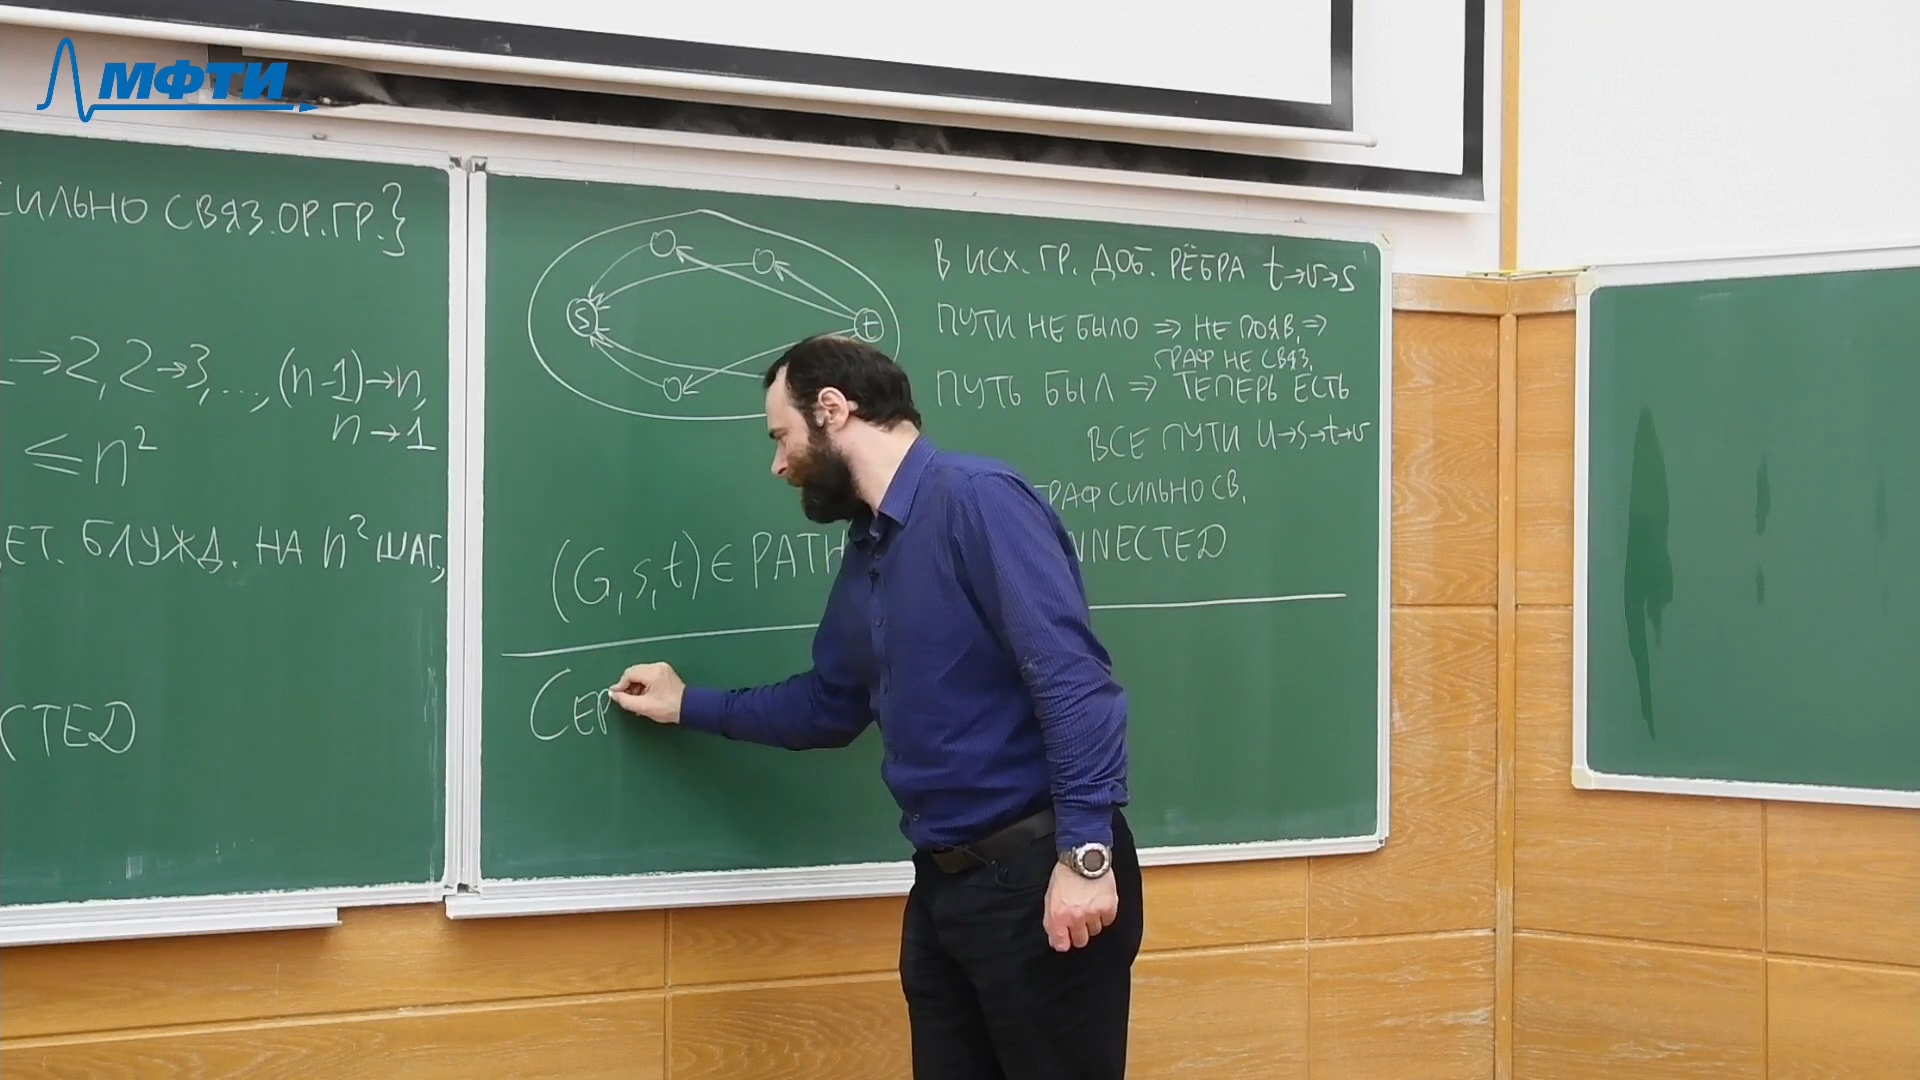 МФТИ
СИЛЬНО СВЯЗ.ОР.ГР.}
→2, 2→3, ..., (n-1)→n,
n→1
≤n²
ЕТ. БЛУЖД. НА n² ШАГ,
CTED
s
t
В ИСХ. ГР. ДОБ. РЁБРА t→v→s
ПУТИ НЕ БЫЛО ⇒ НЕ ПОЯВ. ⇒
ГРАФ НЕ СВЯЗ.
ПУТЬ БЫЛ ⇒ ТЕПЕРЬ ЕСТЬ
ВСЕ ПУТИ u→s→t→v
ГРАФ СИЛЬНО СВ.
(G,s,t)∈PATH NNECTED
СЕР